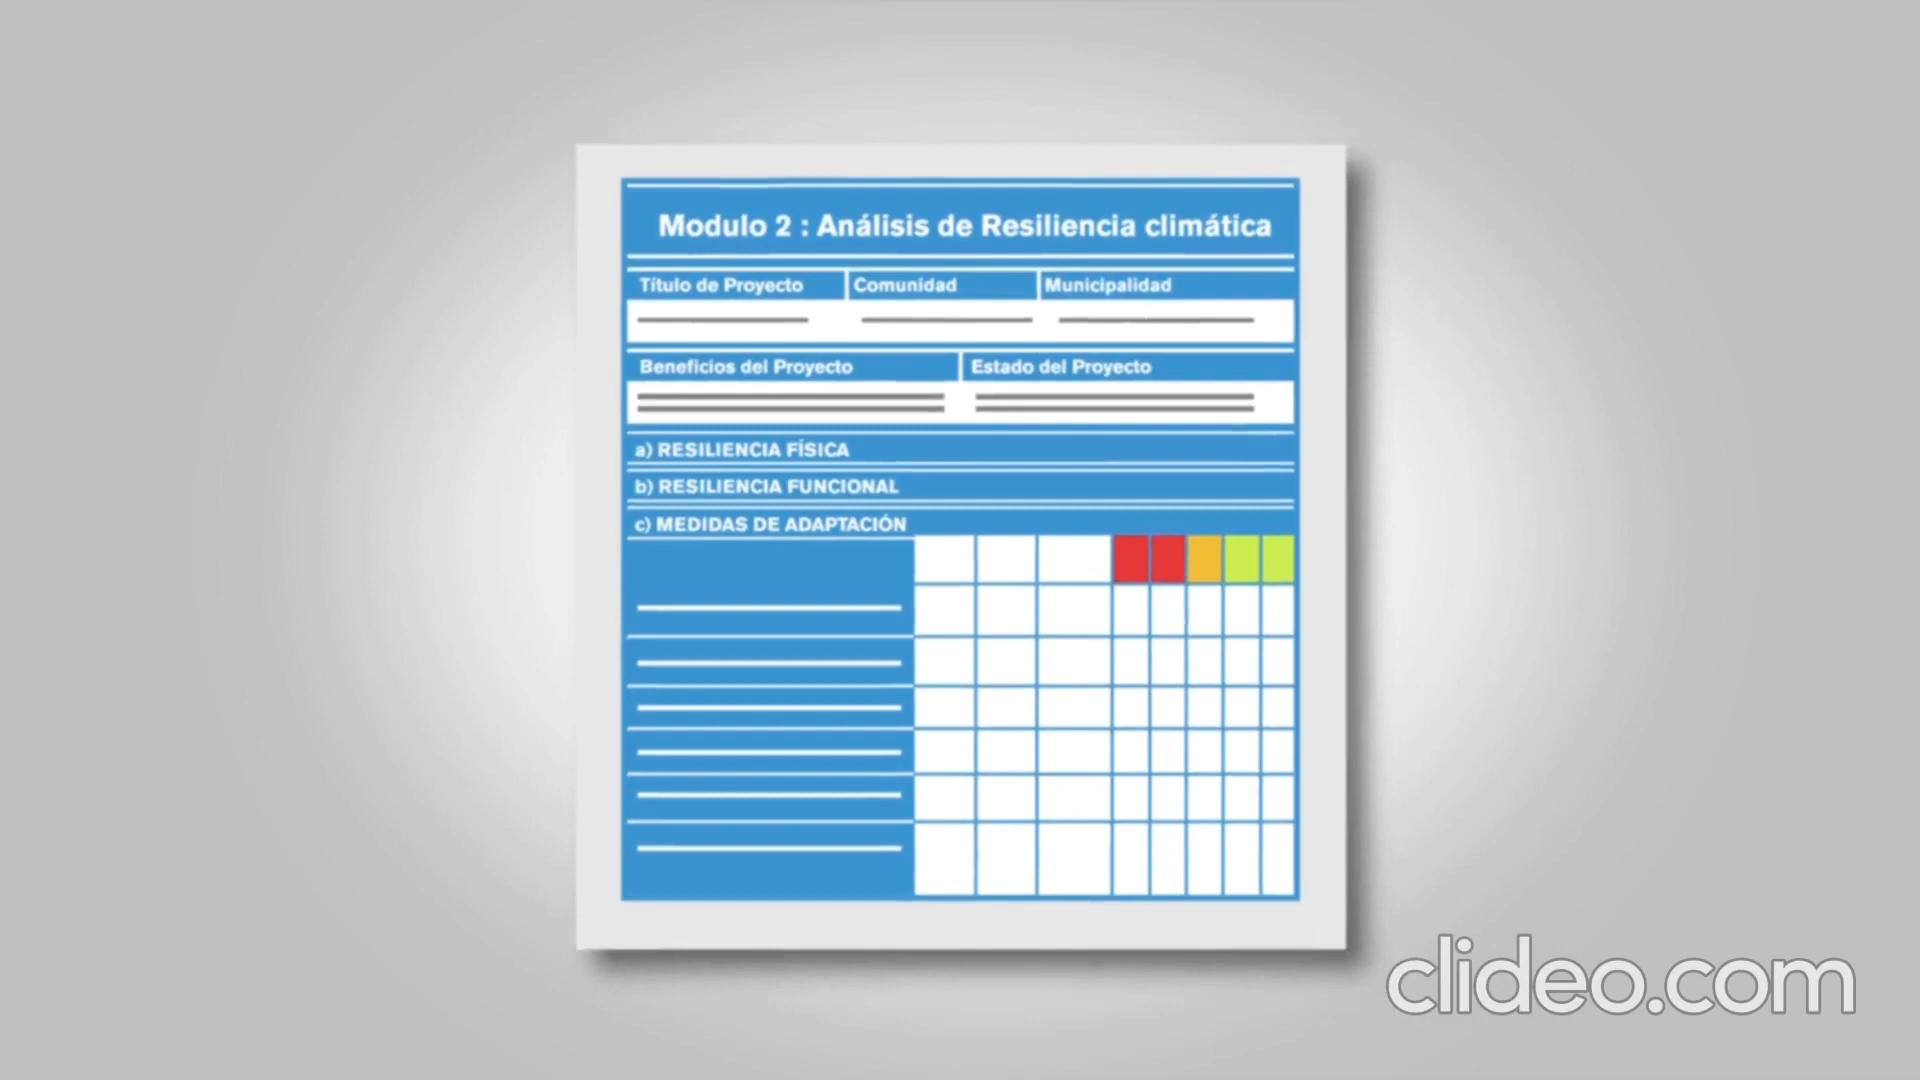 Modulo 2 : Análisis de Resiliencia climática
Título de Proyecto Comunidad Municipalidad
Beneficios del Proyecto Estado del Proyecto
a) RESILIENCIA FÍSICA
b) RESILIENCIA FUNCIONAL
c) MEDIDAS DE ADAPTACIÓN
clideo.com